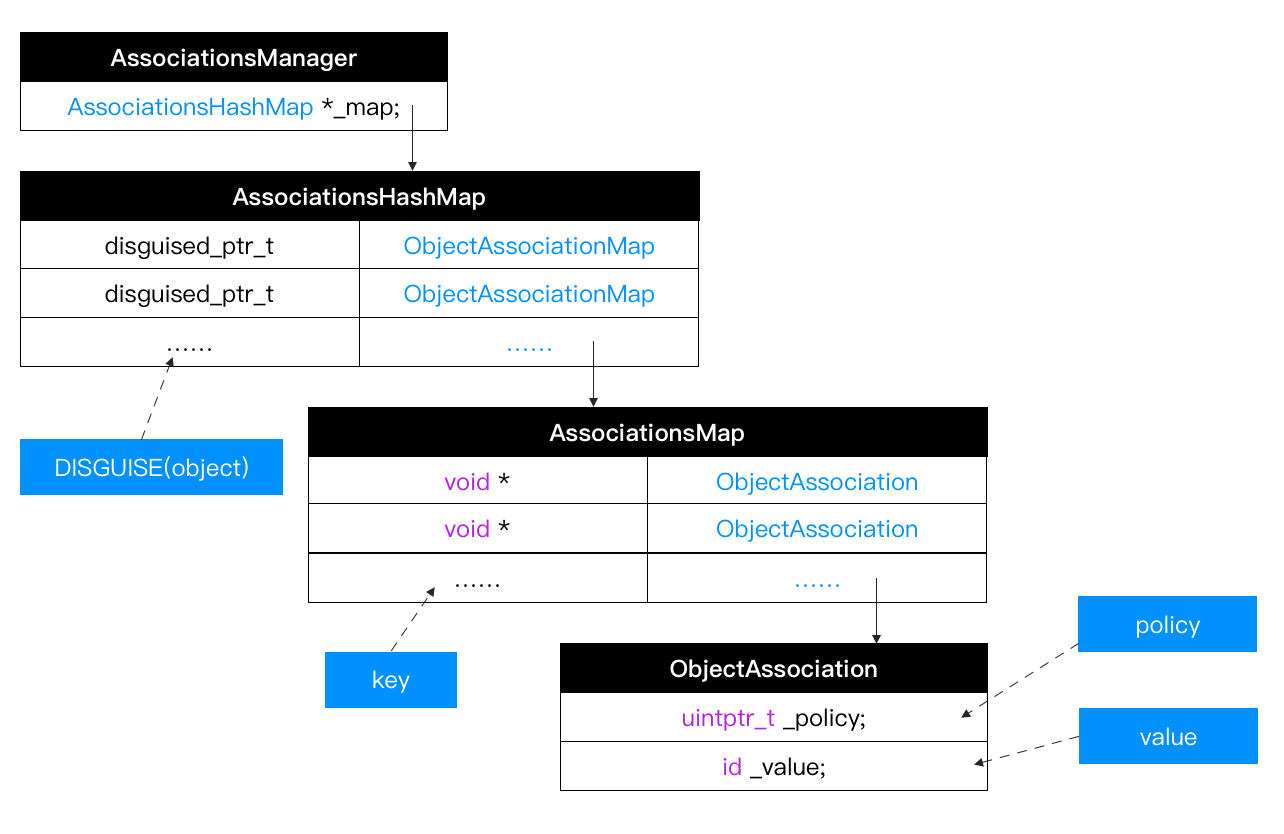 AssociationsManager
AssociationsHashMap *_map;
AssociationsHashMap
disguised_ptr_t ObjectAssociationMap
disguised_ptr_t ObjectAssociationMap
...... ......
AssociationsMap
DISGUISE(object)
void * ObjectAssociation
void * ObjectAssociation
...... ......
policy
ObjectAssociation
key
uintptr_t _policy;
value
id _value;